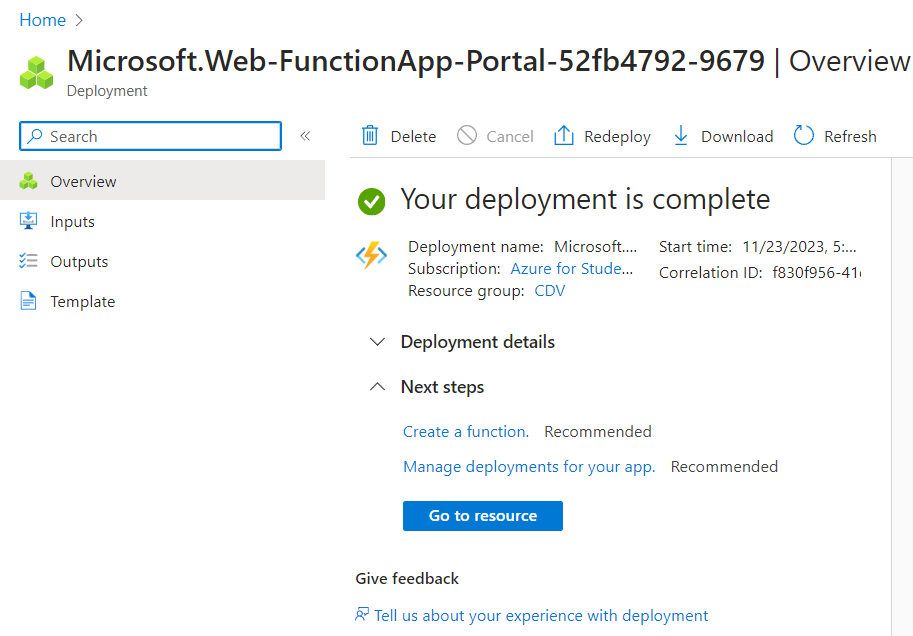 Home
Microsoft.Web-FunctionApp-Portal-52fb4792-9679 | Overview
Deployment
Search
Overview
Inputs
Outputs
Template
Delete Cancel Redeploy Download Refresh
Your deployment is complete
Deployment name: Microsoft.... Start time: 11/23/2023, 5:...
Subscription: Azure for Stude... Correlation ID: f830f956-41
Resource group: CDV
Deployment details
Next steps
Create a function. Recommended
Manage deployments for your app. Recommended
Go to resource
Give feedback
Tell us about your experience with deployment